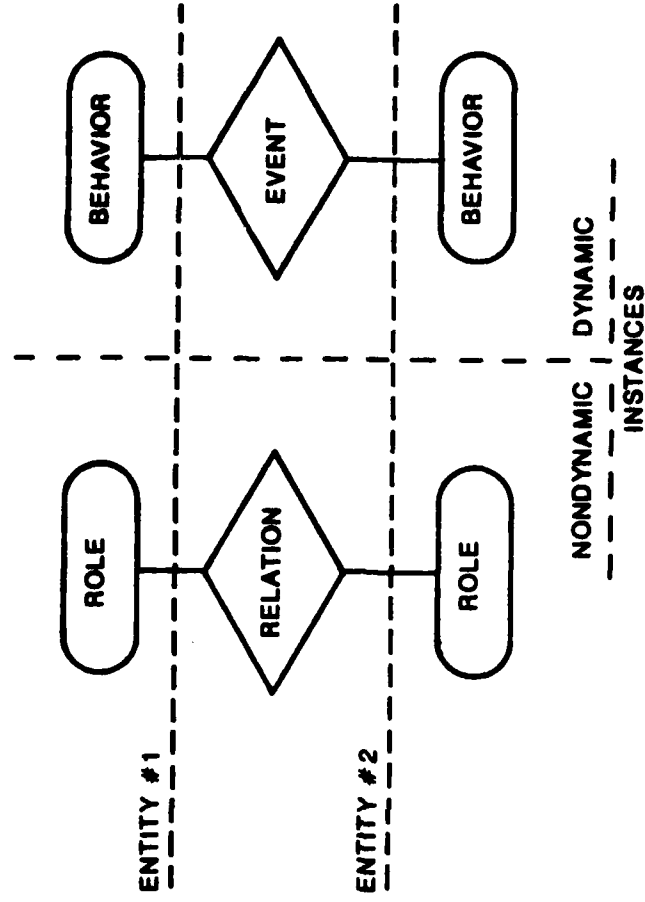 ENTITY #1
ROLE
BEHAVIOR
RELATION
EVENT
ENTITY #2
ROLE
BEHAVIOR
NONDYNAMIC
DYNAMIC
INSTANCES